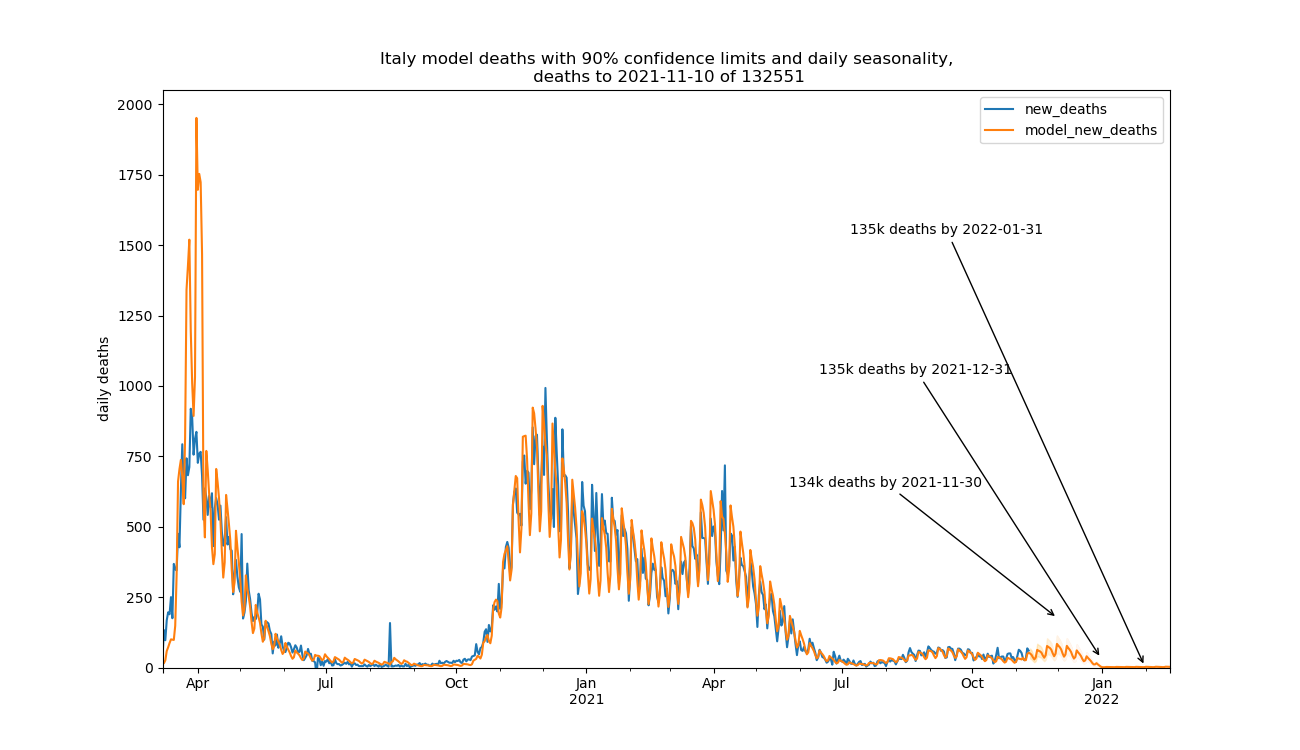 Italy model deaths with 90% confidence limits and daily seasonality,
deaths to 2021-11-10 of 132551
new_deaths
model_new_deaths
2000
1750
1500
1250
1000
750
500
250
0
daily deaths
135k deaths by 2022-01-31
135k deaths by 2021-12-31
134k deaths by 2021-11-30
Apr Jul Oct Jan Apr Jul Oct Jan
2021 2022